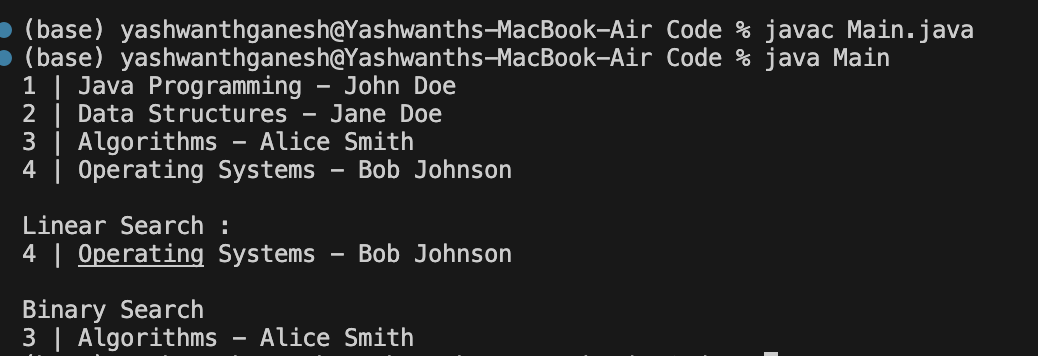 (base) yashwanthganesh@Yashwanths-MacBook-Air Code % javac Main.java
(base) yashwanthganesh@Yashwanths-MacBook-Air Code % java Main
1 | Java Programming - John Doe
2 | Data Structures - Jane Doe
3 | Algorithms - Alice Smith
4 | Operating Systems - Bob Johnson
Linear Search :
4 | Operating Systems - Bob Johnson
Binary Search
3 | Algorithms - Alice Smith